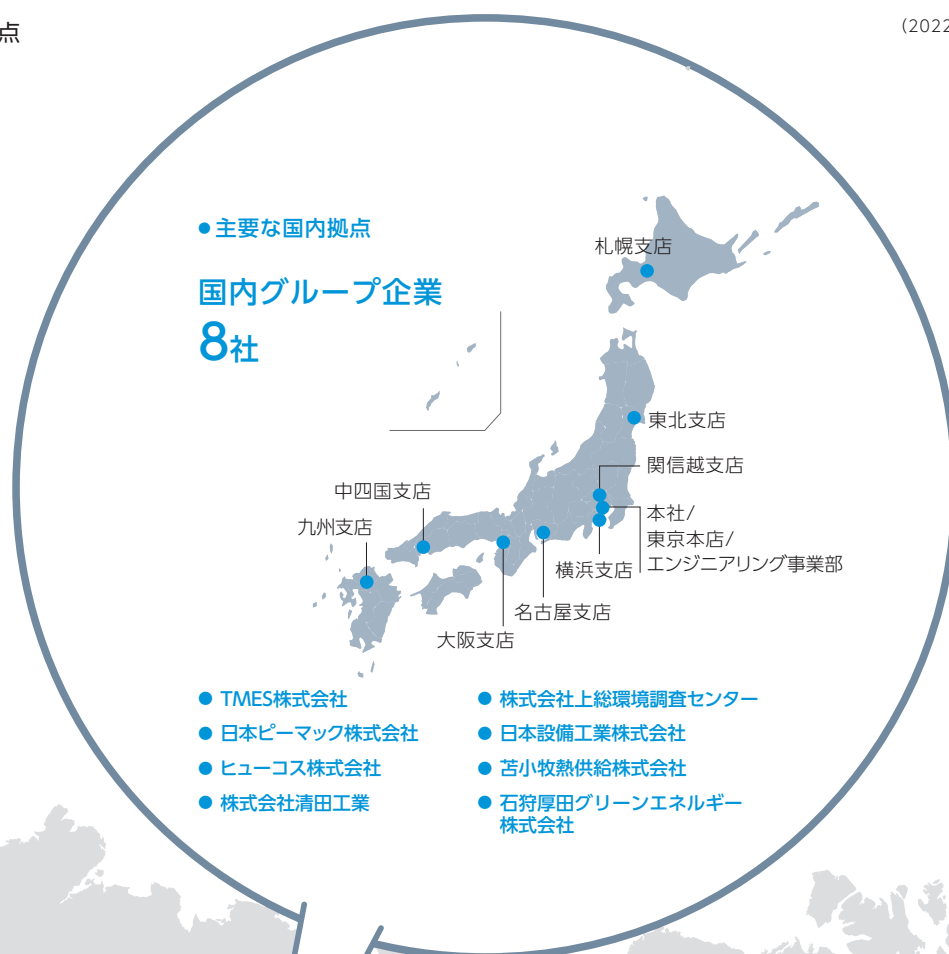 点
(2022
● 主要な国内拠点
国内グループ企業
8社
札幌支店
東北支店
関信越支店
中四国支店
九州支店
本社/
東京本店/
エンジニアリング事業部
横浜支店
名古屋支店
大阪支店
● TMES株式会社
● 日本ピーマック株式会社
● ヒューコス株式会社
● 株式会社清田工業
● 株式会社上総環境調査センター
● 日本設備工業株式会社
● 苫小牧熱供給株式会社
● 石狩厚田グリーンエネルギー
株式会社